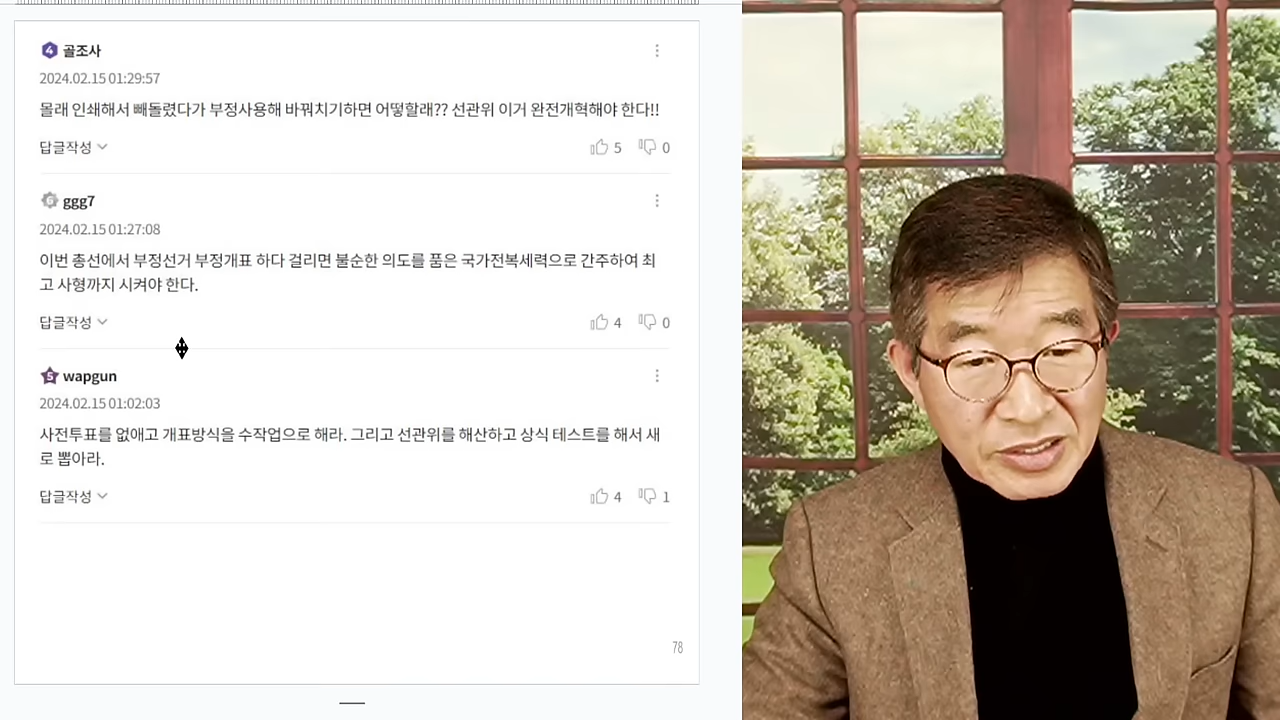 4 골조사
2024.02.15 01:29:57
몰래 인쇄해서 빼돌렸다가 부정사용해 바꿔치기하면 어떻할래?? 선관위 이거 완전개혁해야 한다!!
답글작성
5 0
6 ggg7
2024.02.15 01:27:08
이번 총선에서 부정선거 부정개표 하다 걸리면 불순한 의도를 품은 국가전복세력으로 간주하여 최
고 사형까지 시켜야 한다.
답글작성
4 0
5 wapgun
2024.02.15 01:02:03
사전투표를 없애고 개표방식을 수작업으로 해라. 그리고 선관위를 해산하고 상식 테스트를 해서 새
로 뽑아라.
답글작성
4 1
78